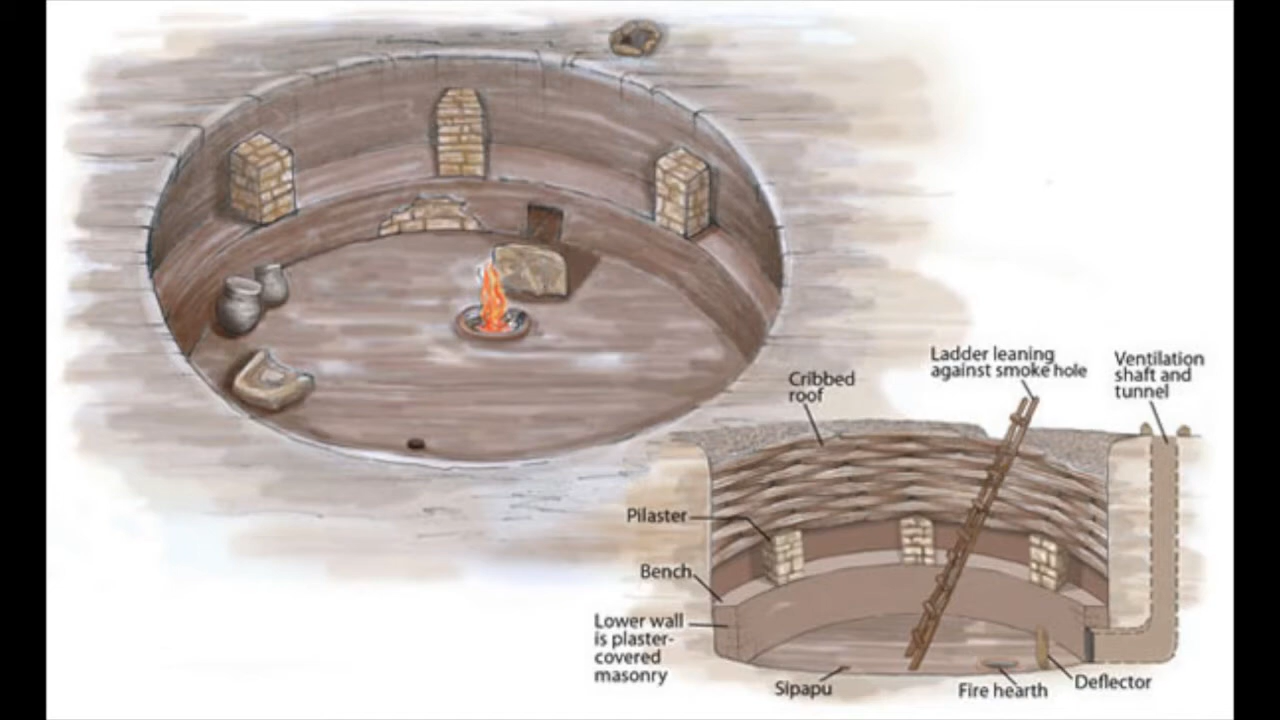 Ladder leaning
against smoke hole
Ventilation
shaft and
tunnel
Cribbed
roof
Pilaster
Bench
Lower wall
is plaster-
covered
masonry
Sipapu
Fire hearth
Deflector